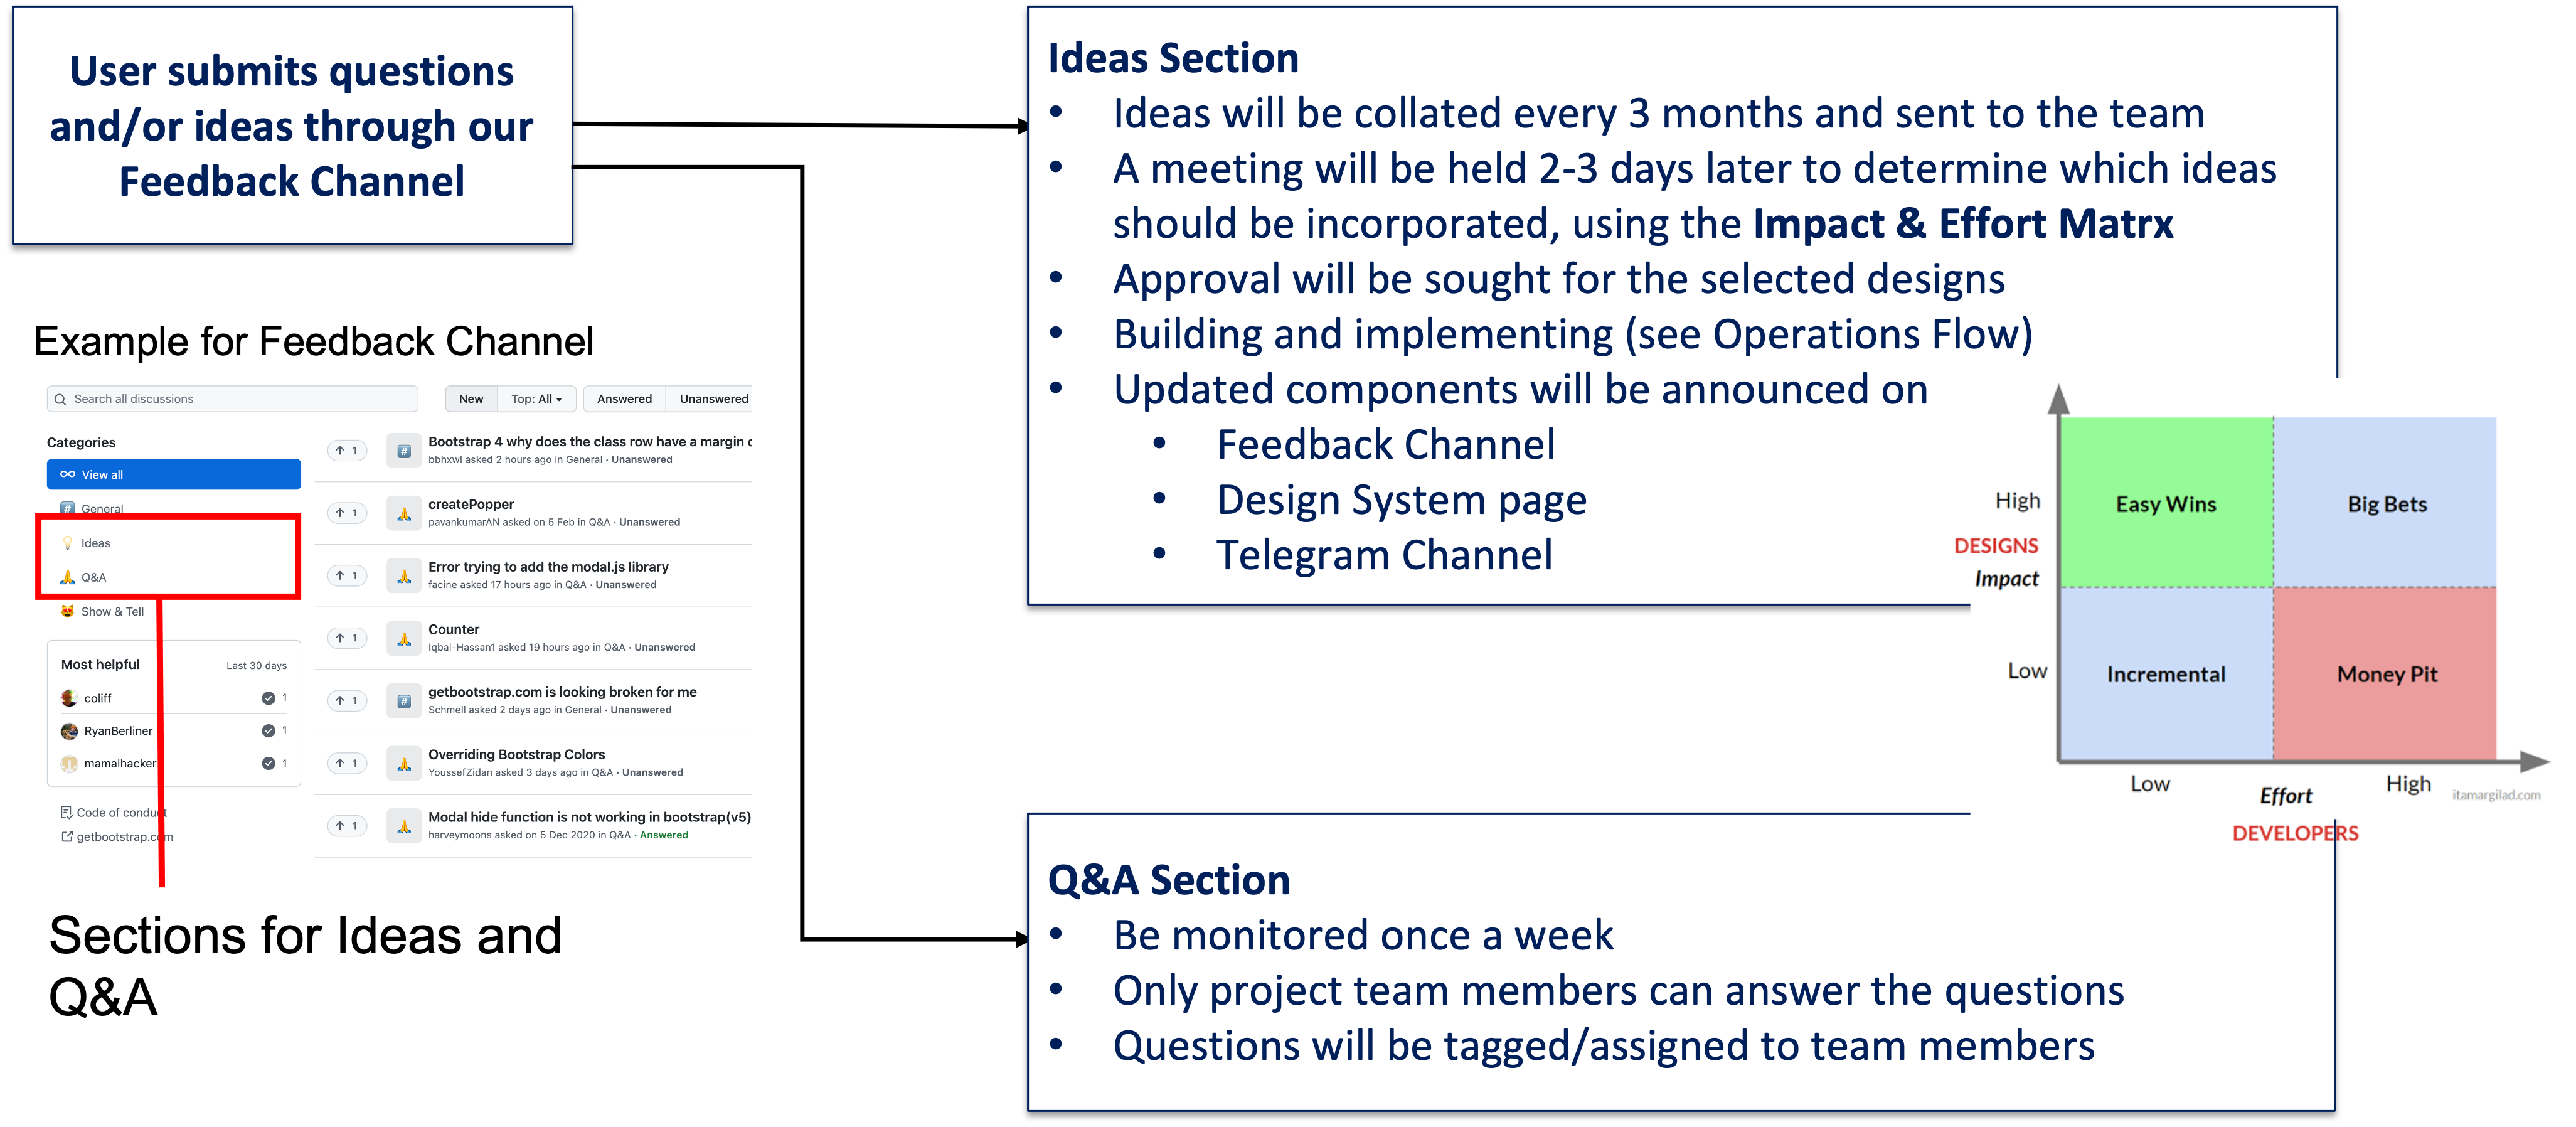 User submits questions
and/or ideas through our
Feedback Channel
Example for Feedback Channel
Search all discussions
New
Top: All
Answered
Unanswered
Categories
View all
General
Ideas
Q&A
Show & Tell
Most helpful
Last 30 days
coliff
1
RyanBerliner
1
mamalhacker
1
Code of conduct
getbootstrap.com
1
Bootstrap 4 why does the class row have a margin
bbhxwl asked 2 hours ago in General · Unanswered
1
createPopper
pavankumarAN asked on 5 Feb in Q&A · Unanswered
1
Error trying to add the modal.js library
facine asked 17 hours ago in Q&A · Unanswered
1
Counter
Iqbal-Hassan1 asked 19 hours ago in Q&A · Unanswered
1
getbootstrap.com is looking broken for me
Schmell asked 2 days ago in General · Unanswered
1
Overriding Bootstrap Colors
YoussefZidan asked 3 days ago in Q&A · Unanswered
1
Modal hide function is not working in bootstrap(v5)
harveymoons asked on 5 Dec 2020 in Q&A · Answered
Sections for Ideas and
Q&A
Ideas Section
• Ideas will be collated every 3 months and sent to the team
• A meeting will be held 2-3 days later to determine which ideas
should be incorporated, using the Impact & Effort Matrx
• Approval will be sought for the selected designs
• Building and implementing (see Operations Flow)
• Updated components will be announced on
• Feedback Channel
• Design System page
• Telegram Channel
High
DESIGNS
Impact
Low
Easy Wins
Big Bets
Incremental
Money Pit
Low
Effort
High
itamargilad.com
DEVELOPERS
Q&A Section
• Be monitored once a week
• Only project team members can answer the questions
• Questions will be tagged/assigned to team members